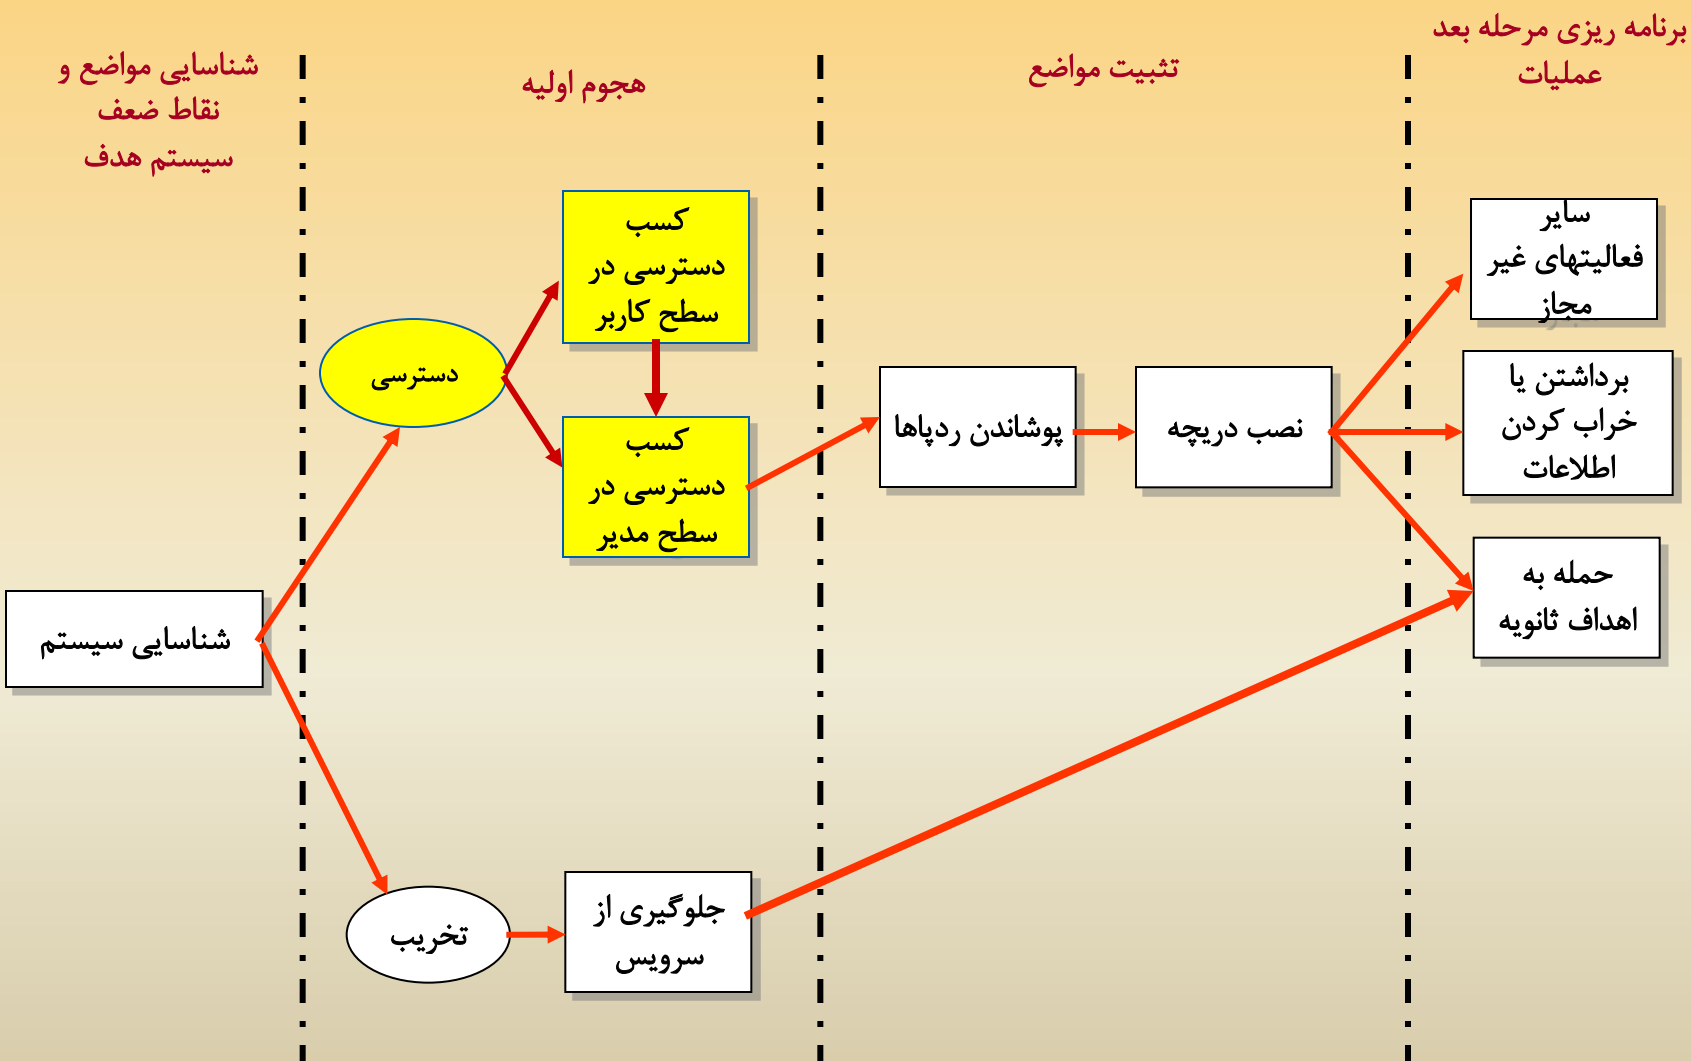 شناسایی مواضع و
نقاط ضعف
سیستم هدف
هجوم اولیه
تثبیت مواضع
برنامه ریزی مرحله بعد
عملیات
شناسایی سیستم
دسترسی
کسب
دسترسی در
سطح کاربر
کسب
دسترسی در
سطح مدیر
تخریب
جلوگیری از
سرویس
پوشاندن ردپاها
نصب دریچه
سایر
فعالیتهای غیر
مجاز
برداشتن یا
خراب کردن
اطلاعات
حمله به
اهداف ثانویه